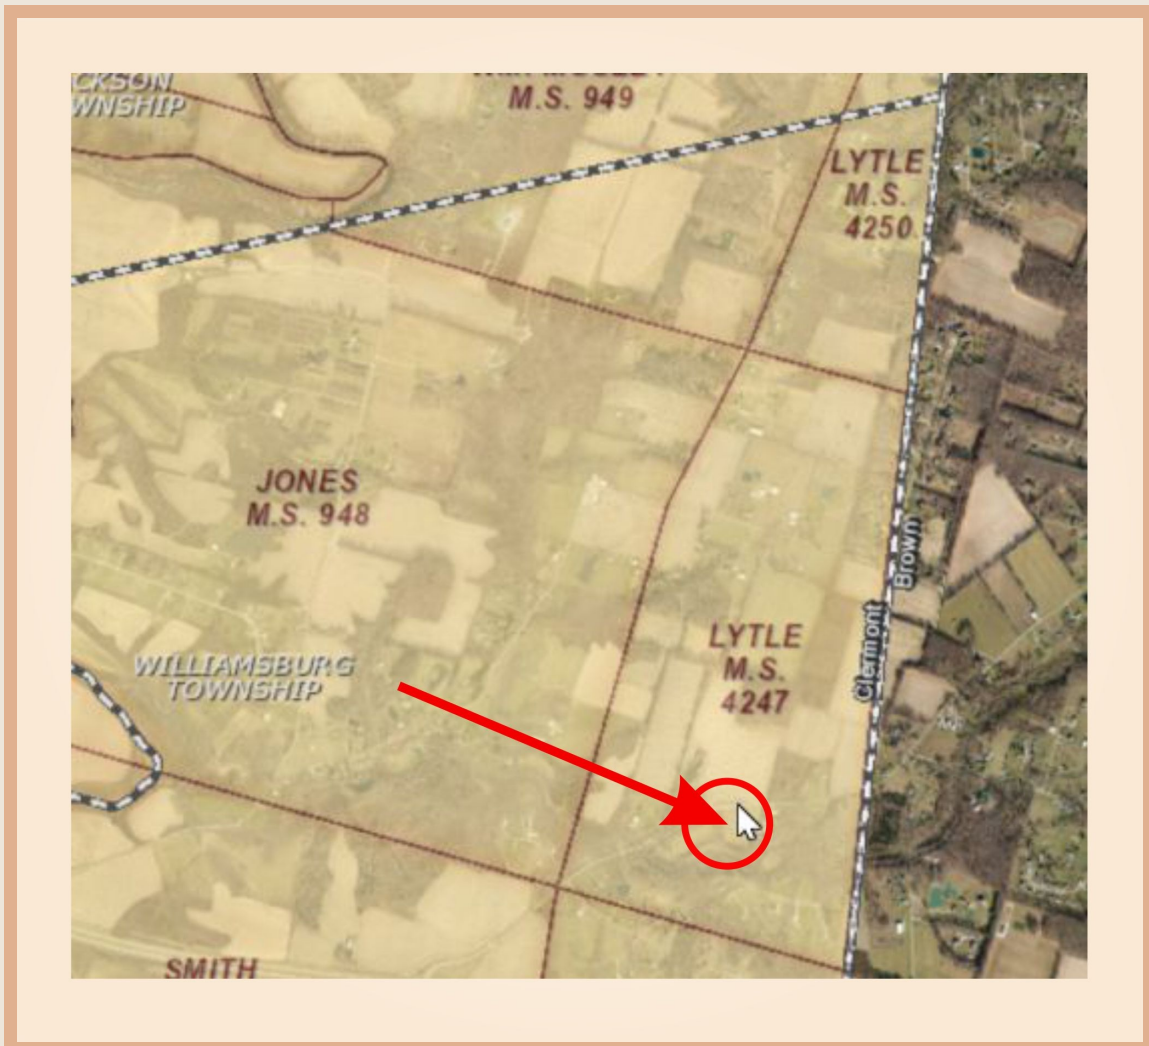 CKSON
WNSHIP
M.S. 949
LYTLE
M.S.
4250
JONES
M.S. 948
Brown
Clermont
LYTLE
M.S.
4247
WILLIAMSBURG
TOWNSHIP
SMITH